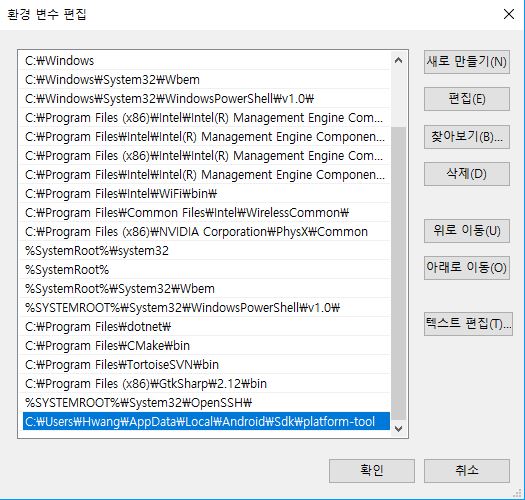 환경 변수 편집
C:₩Windows
C:₩Windows₩System32₩Wbem
C:₩Windows₩System32₩WindowsPowerShell₩v1.0₩
C:₩Program Files (x86)₩Intel₩Intel(R) Management Engine Com...
C:₩Program Files₩Intel₩Intel(R) Management Engine Componen...
C:₩Program Files (x86)₩Intel₩Intel(R) Management Engine Com...
C:₩Program Files₩Intel₩Intel(R) Management Engine Componen...
C:₩Program Files₩Intel₩WiFi₩bin₩
C:₩Program Files₩Common Files₩Intel₩WirelessCommon₩
C:₩Program Files (x86)₩NVIDIA Corporation₩PhysX₩Common
%SystemRoot%₩system32
%SystemRoot%
%SystemRoot%₩System32₩Wbem
%SYSTEMROOT%₩System32₩WindowsPowerShell₩v1.0₩
C:₩Program Files₩dotnet₩
C:₩Program Files₩CMake₩bin
C:₩Program Files₩TortoiseSVN₩bin
C:₩Program Files (x86)₩GtkSharp₩2.12₩bin
%SYSTEMROOT%₩System32₩OpenSSH₩
C:₩Users₩Hwang₩AppData₩Local₩Android₩Sdk₩platform-tool
새로 만들기(N)
편집(E)
찾아보기(B)...
삭제(D)
위로 이동(U)
아래로 이동(O)
텍스트 편집(T)...
확인
취소